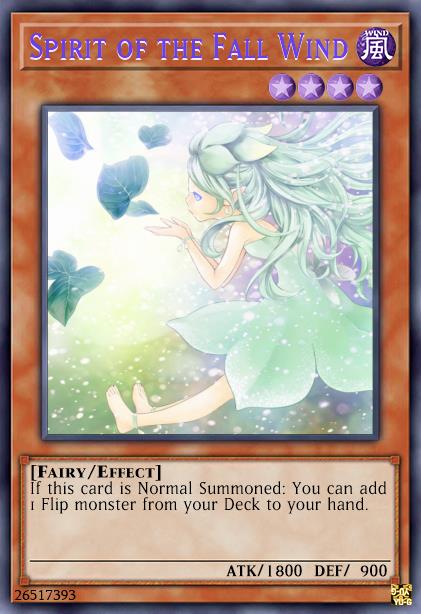 Spirit of the Fall Wind
WIND
風
[Fairy/Effect]
If this card is Normal Summoned: You can add
1 Flip monster from your Deck to your hand.
ATK/1800 DEF/ 900
26517393